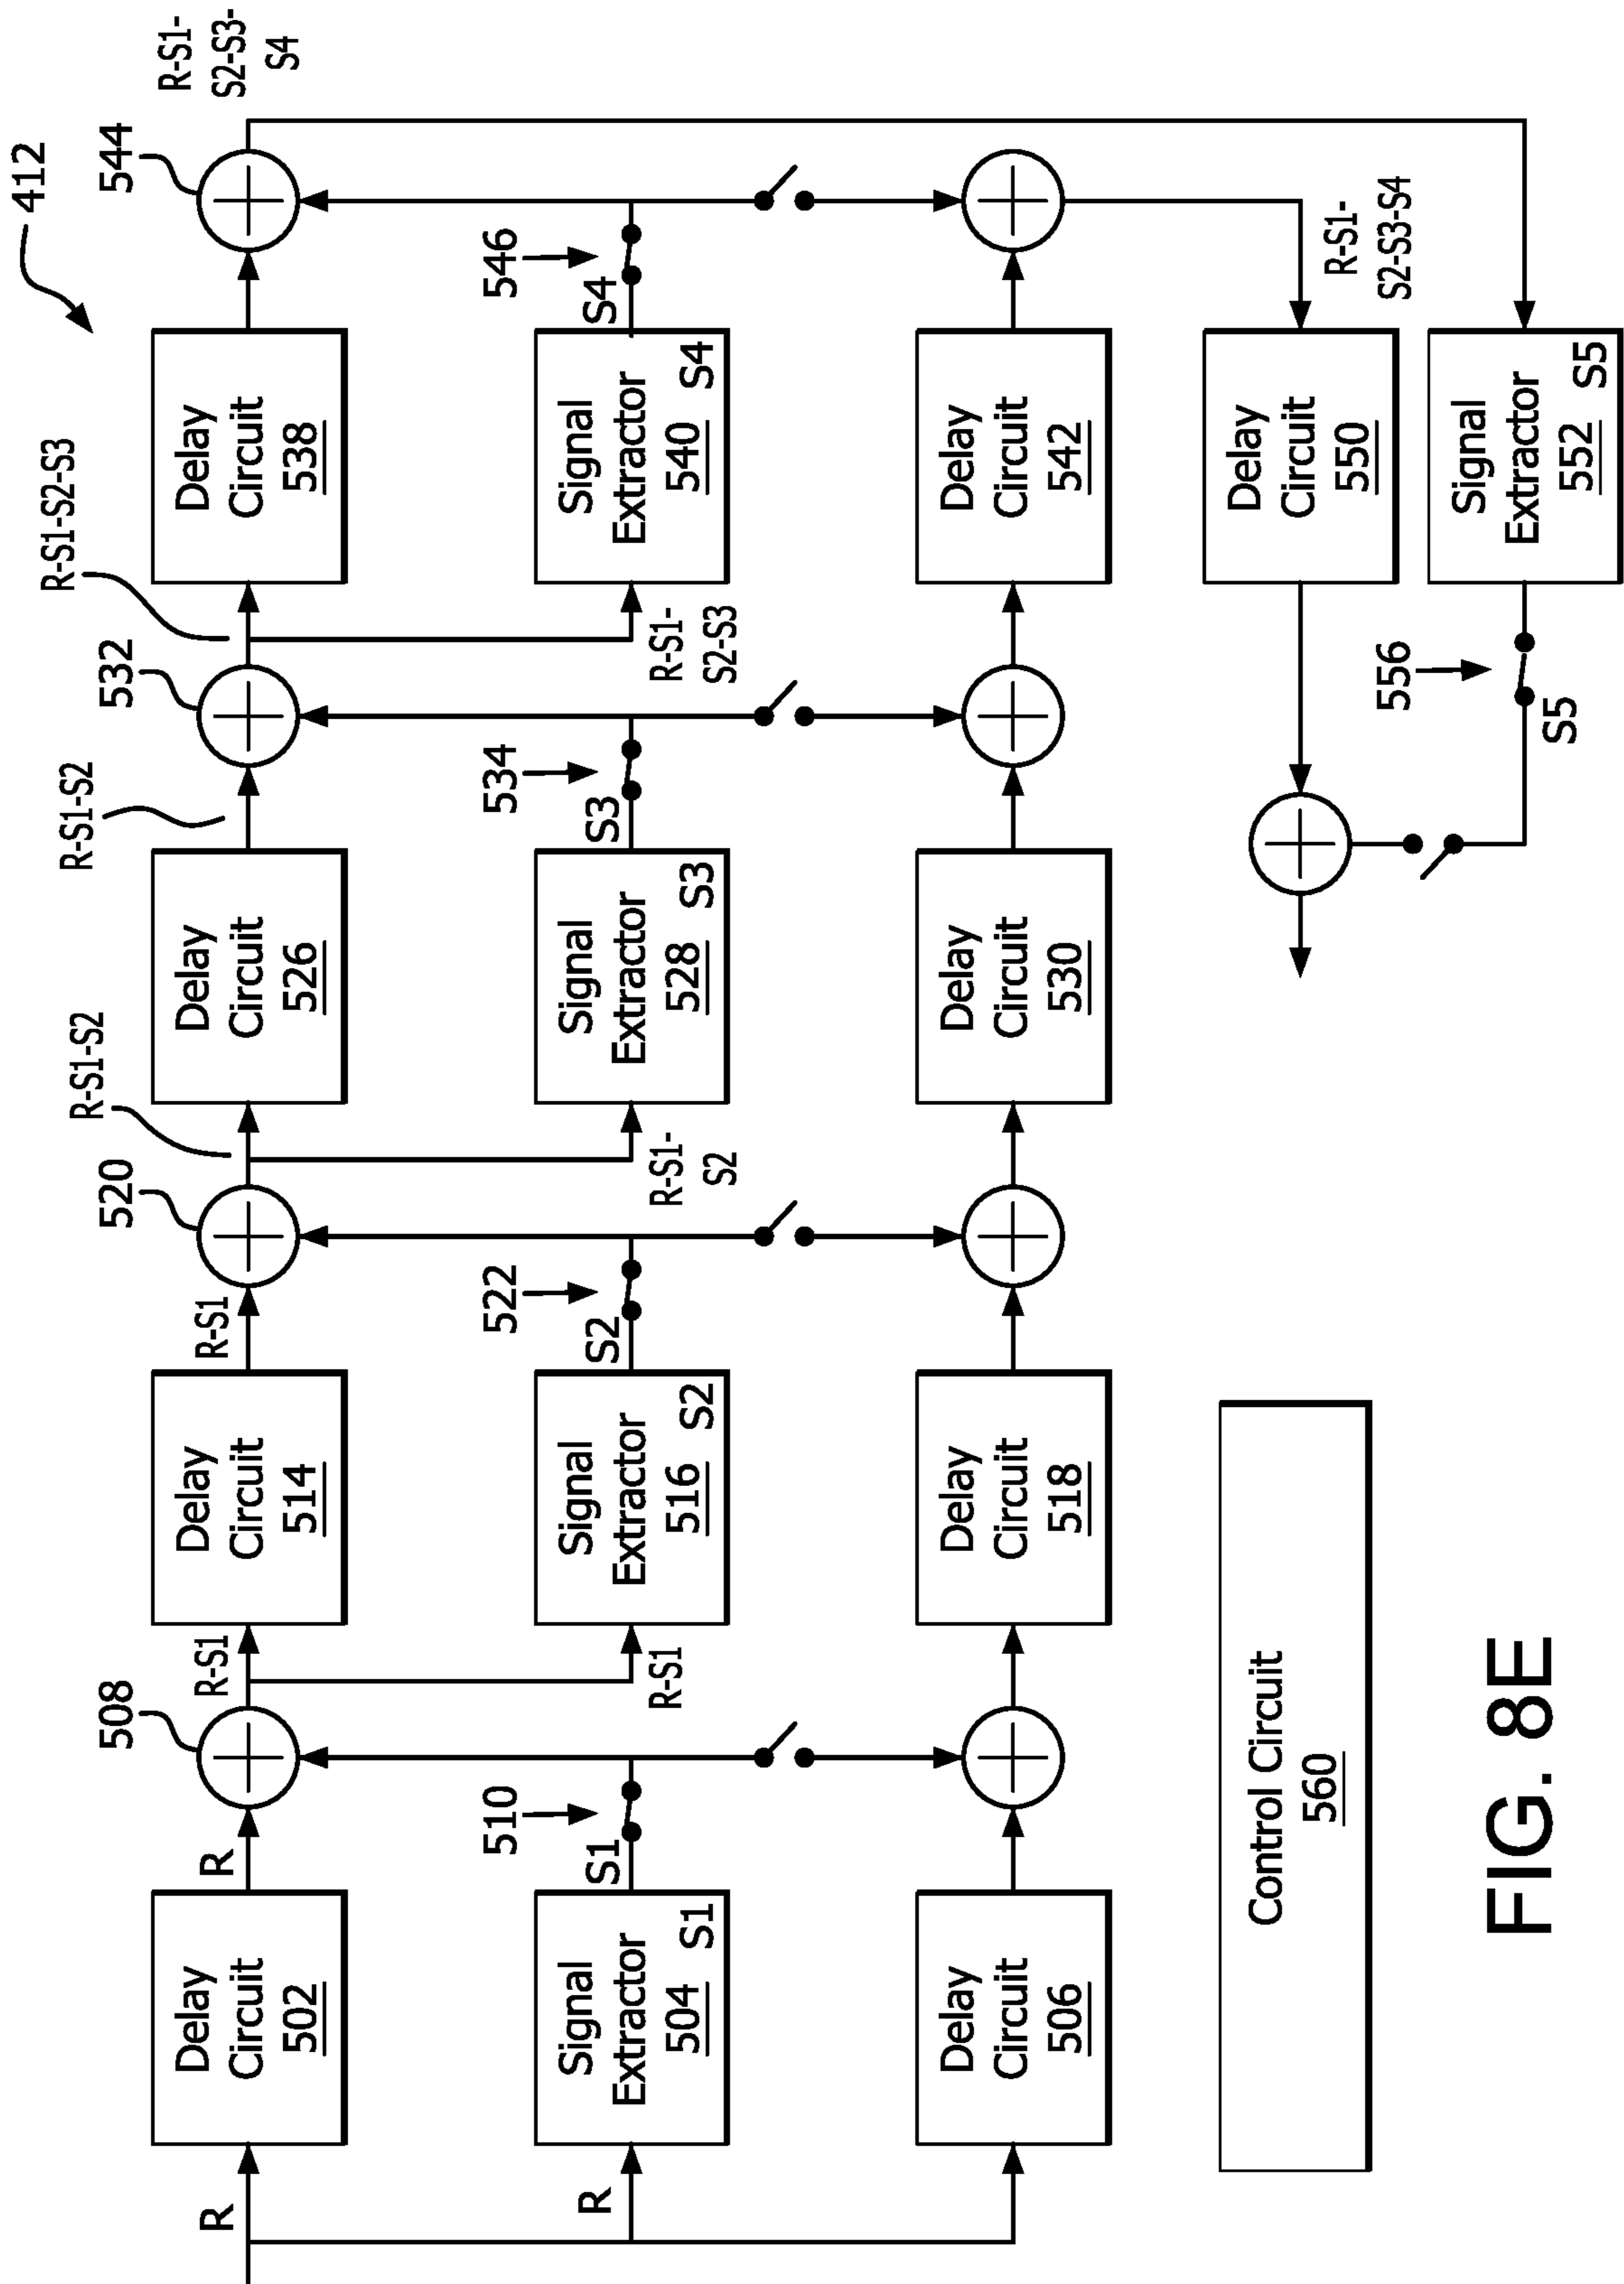 412
508
520
532
544
R-S1-
S2-S3-
S4
R
Delay
Circuit
502
R
R-S1
Delay
Circuit
514
R-S1
R-S1-S2
Delay
Circuit
526
R-S1-S2
R-S1-S2-S3
Delay
Circuit
538
R
Signal
Extractor
504 S1
S1
510
R-S1
Signal
Extractor
516 S2
S2
522
R-S1-
S2
Signal
Extractor
528 S3
S3
534
R-S1-
S2-S3
Signal
Extractor
540 S4
S4
546
Delay
Circuit
506
Delay
Circuit
518
Delay
Circuit
530
Delay
Circuit
542
R-S1-
S2-S3-S4
Delay
Circuit
550
Signal
Extractor
552 S5
556
S5
Control Circuit
560
FIG. 8E